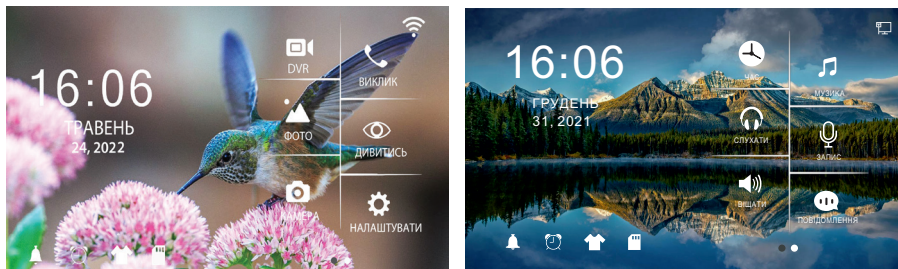 16:06
ТРАВЕНЬ
24, 2022
DVR
ВИКЛИК
ФОТО
ДИВИТИСЬ
КАМЕРА
НАЛАШТУВАТИ
16:06
ГРУДЕНЬ
31, 2021
ЧАС
МУЗИКА
СЛУХАТИ
ЗАПИС
ВІШАТИ
ПОВІДОМЛЕННЯ